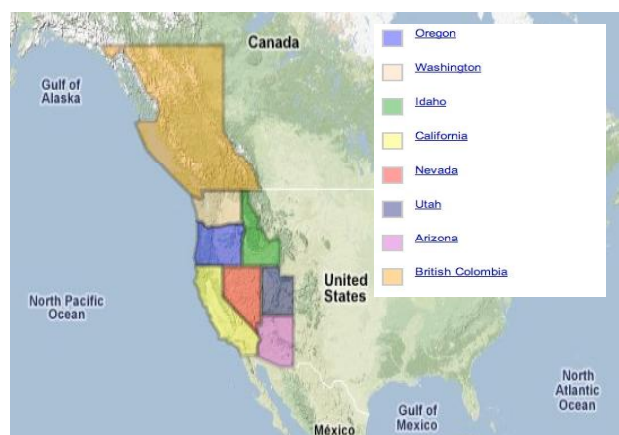 Canada
Gulf of
Alaska
North Pacific
Ocean
United
States
México
Gulf of
Mexico
North
Atlantic
Ocean
Oregon
Washington
Idaho
California
Nevada
Utah
Arizona
British Colombia